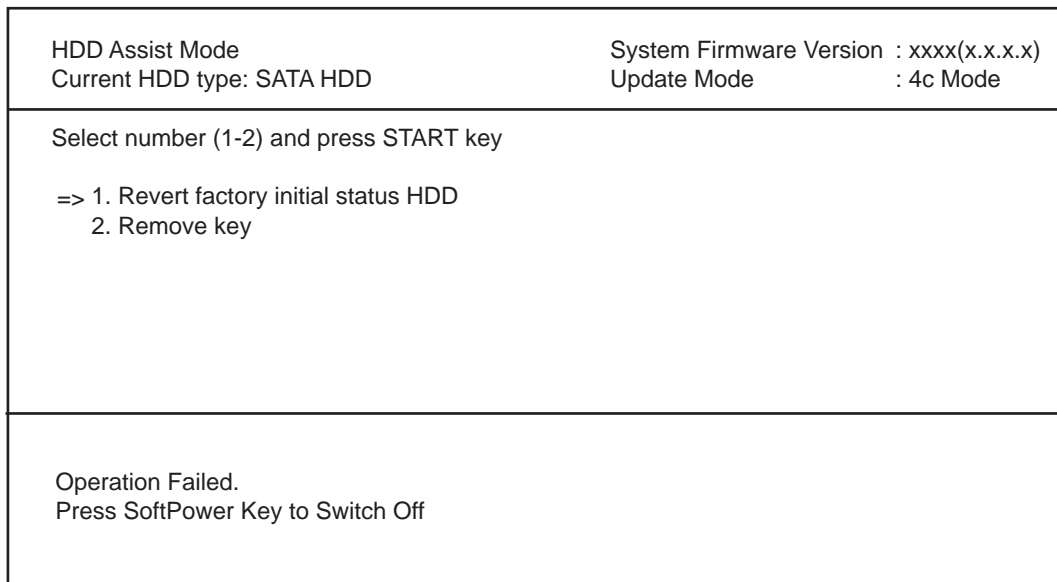 HDD Assist Mode
System Firmware Version : xxxx(x.x.x.x)
Current HDD type: SATA HDD
Update Mode : 4c Mode
Select number (1-2) and press START key
=> 1. Revert factory initial status HDD
2. Remove key
Operation Failed.
Press SoftPower Key to Switch Off